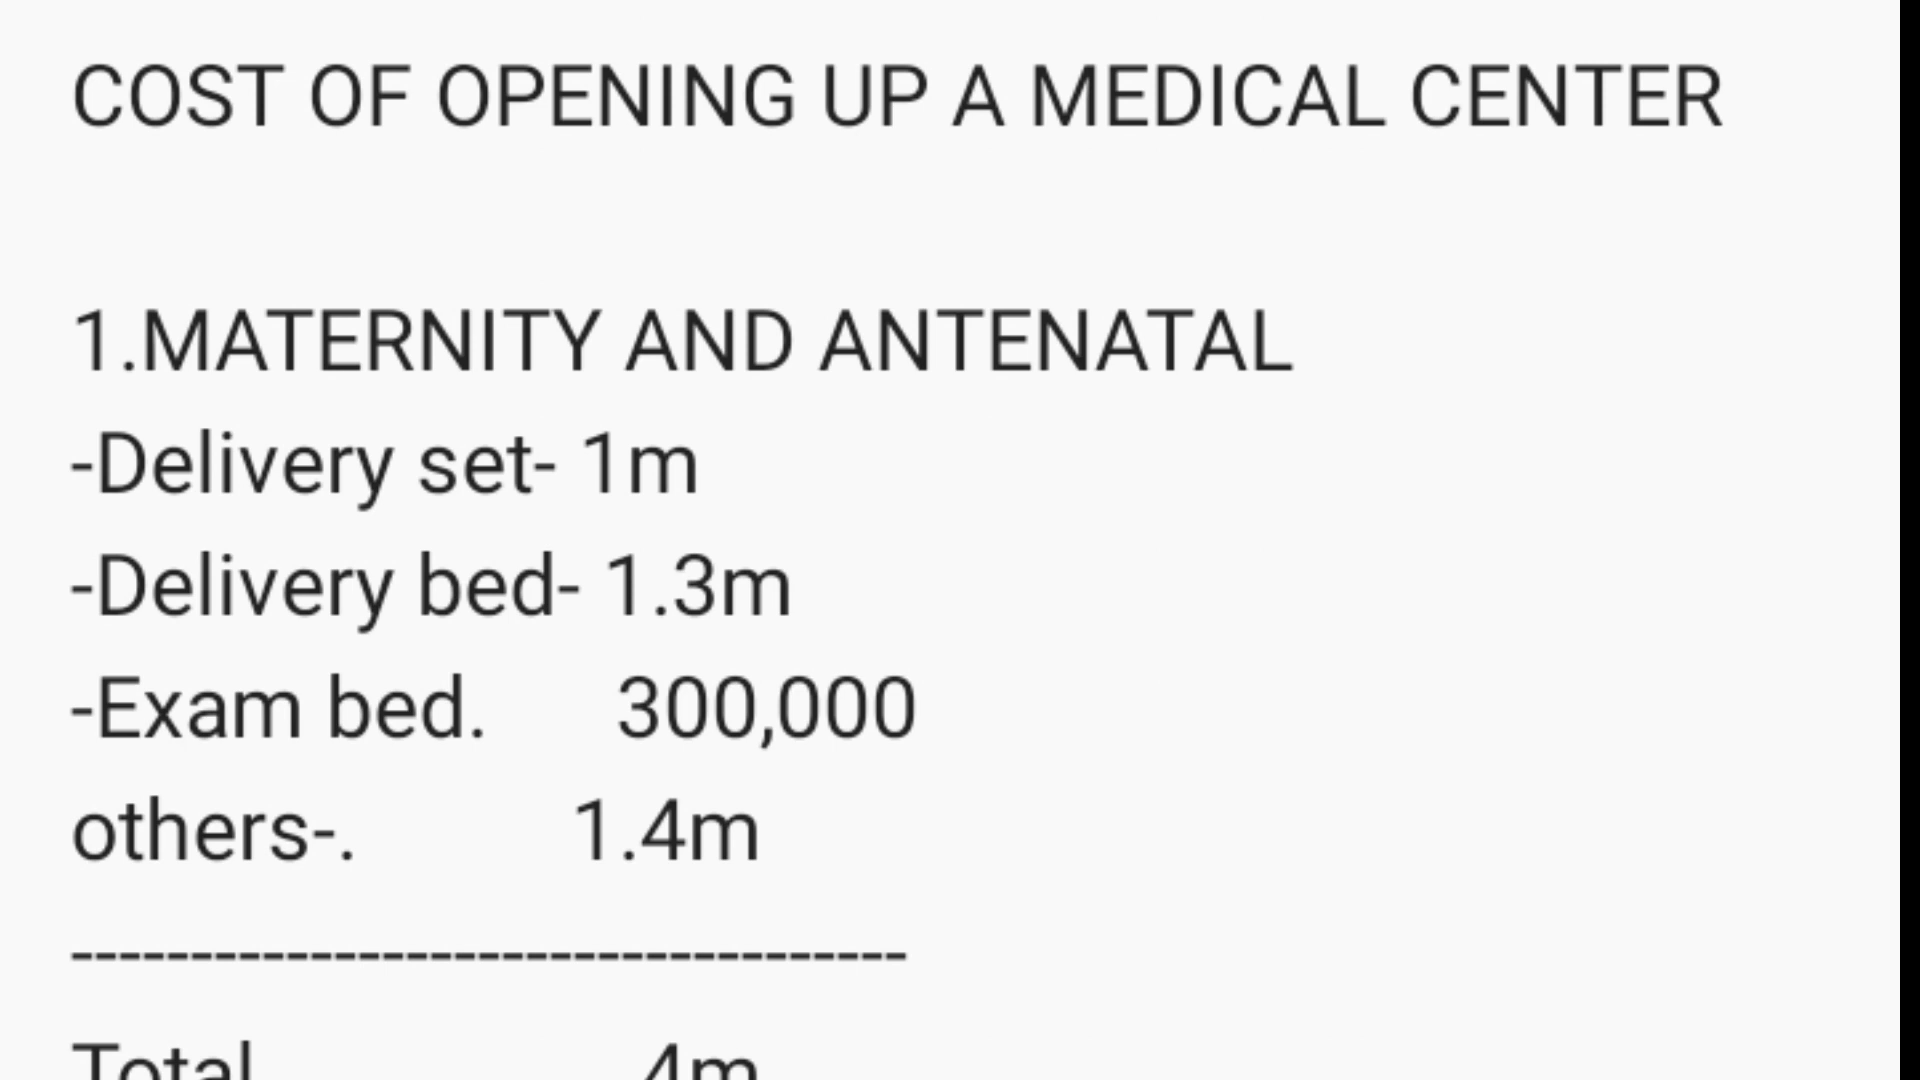 COST OF OPENING UP A MEDICAL CENTER
1.MATERNITY AND ANTENATAL
-Delivery set- 1m
-Delivery bed- 1.3m
-Exam bed. 300,000
others-. 1.4m
-----------------------------------
Total 4m